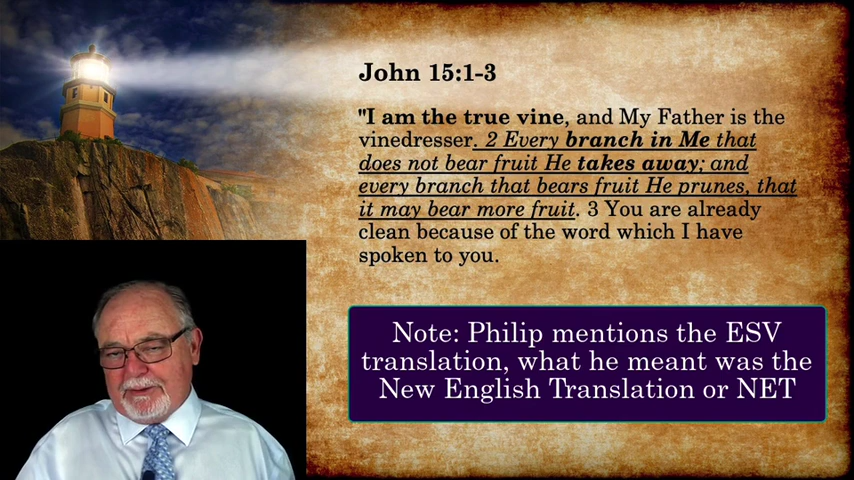 John 15:1-3
"I am the true vine, and My Father is the
vinedresser. 2 Every branch in Me that
does not bear fruit He takes away; and
every branch that bears fruit He prunes, that
it may bear more fruit. 3 You are already
clean because of the word which I have
spoken to you.
Note: Philip mentions the ESV
translation, what he meant was the
New English Translation or NET